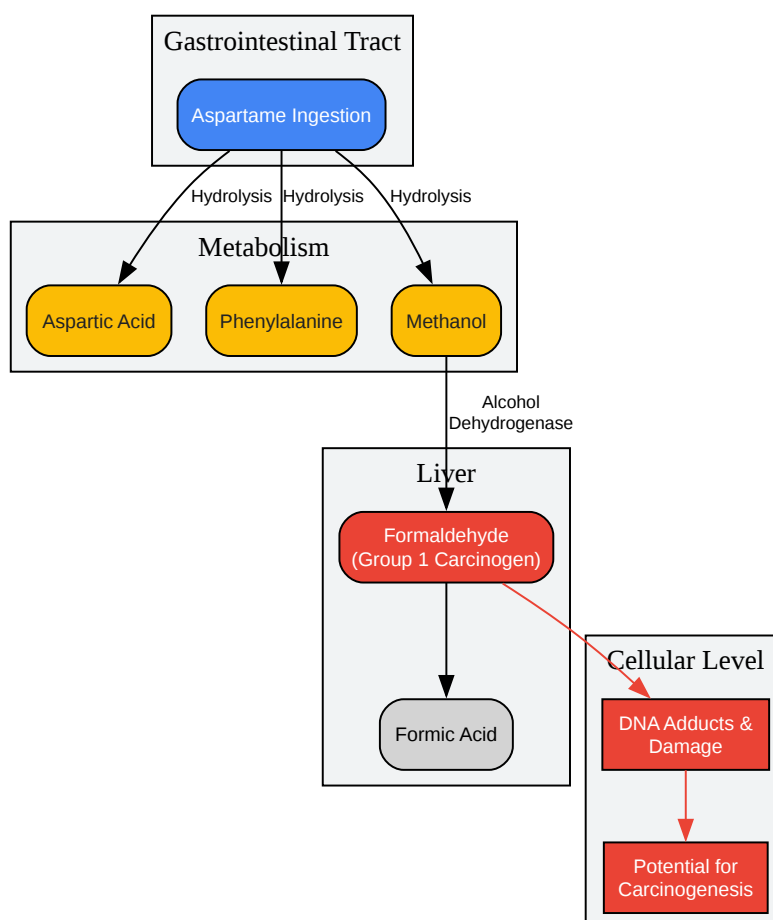 Gastrointestinal Tract
Aspartame Ingestion
Hydrolysis
Hydrolysis
Hydrolysis
Metabolism
Aspartic Acid
Phenylalanine
Methanol
Alcohol
Dehydrogenase
Liver
Formaldehyde
(Group 1 Carcinogen)
Formic Acid
Cellular Level
DNA Adducts &
Damage
Potential for
Carcinogenesis